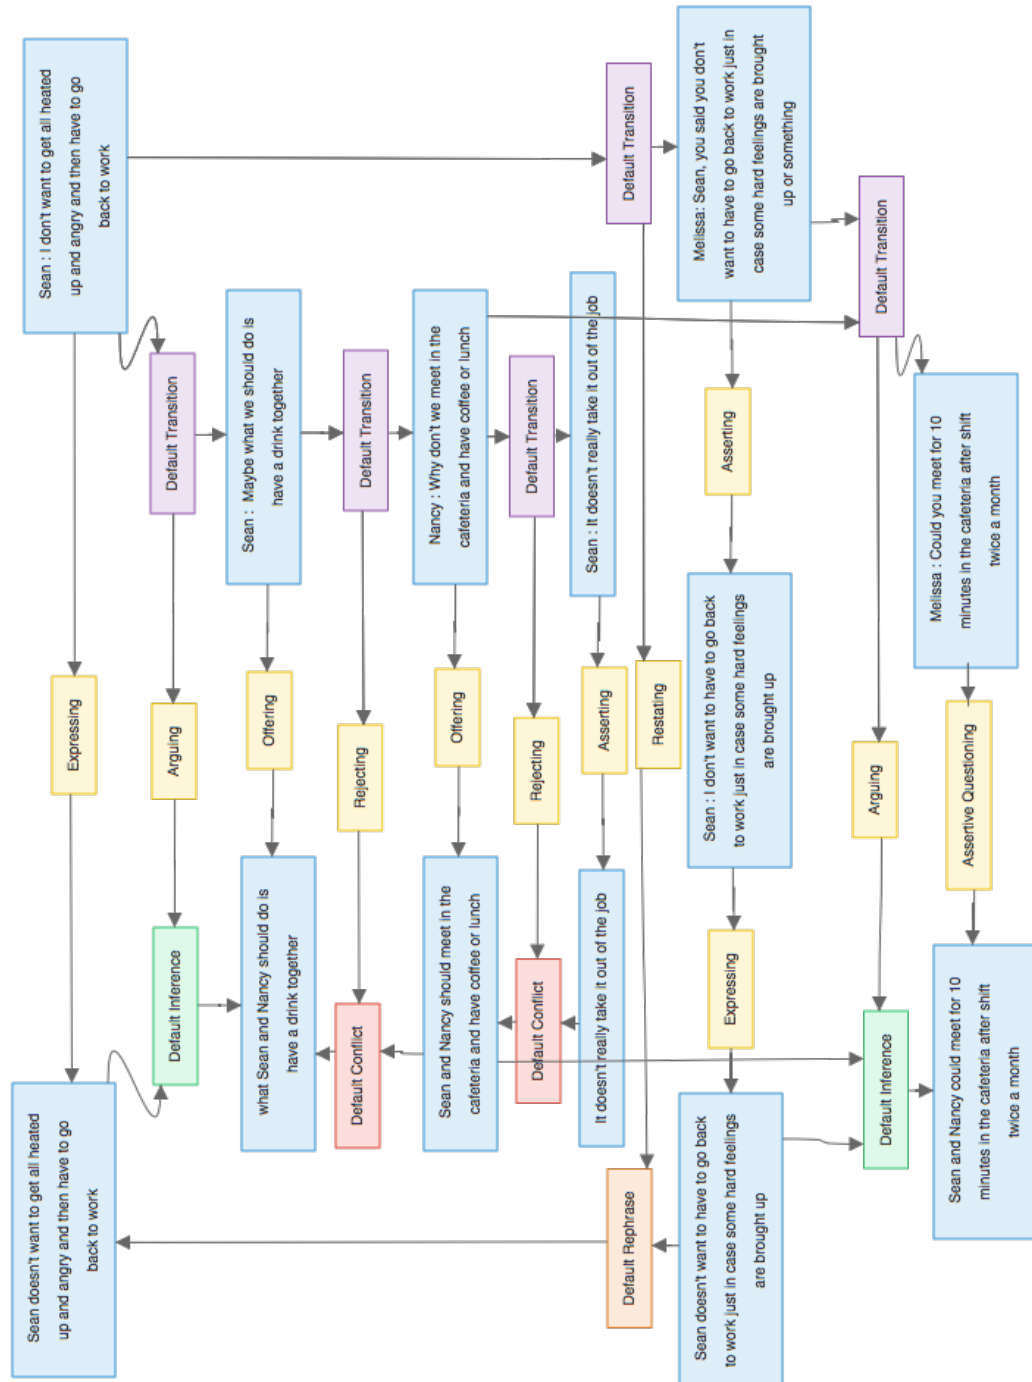 Sean doesn't want to get all heated
up and angry and then have to go
back to work
Expressing
Sean : I don't want to get all heated
up and angry and then have to go
back to work
Default Inference
Arguing
Default Transition
what Sean and Nancy should do is
have a drink together
Offering
Sean : Maybe what we should do is
have a drink together
Default Conflict
Rejecting
Default Transition
Sean and Nancy should meet in the
cafeteria and have coffee or lunch
Offering
Nancy : Why don't we meet in the
cafeteria and have coffee or lunch
Default Conflict
Rejecting
Default Transition
It doesn't really take it out of the job
Asserting
Sean : It doesn't really take it out of the job
Default Rephrase
Restating
Default Transition
Sean doesn't want to have to go back
to work just in case some hard feelings
are brought up
Expressing
Sean : I don't want to have to go back
to work just in case some hard feelings
are brought up
Asserting
Melissa: Sean, you said you don't
want to have to go back to work just in
case some hard feelings are brought
up or something
Default Inference
Arguing
Default Transition
Sean and Nancy could meet for 10
minutes in the cafeteria after shift
twice a month
Assertive Questioning
Melissa : Could you meet for 10
minutes in the cafeteria after shift
twice a month